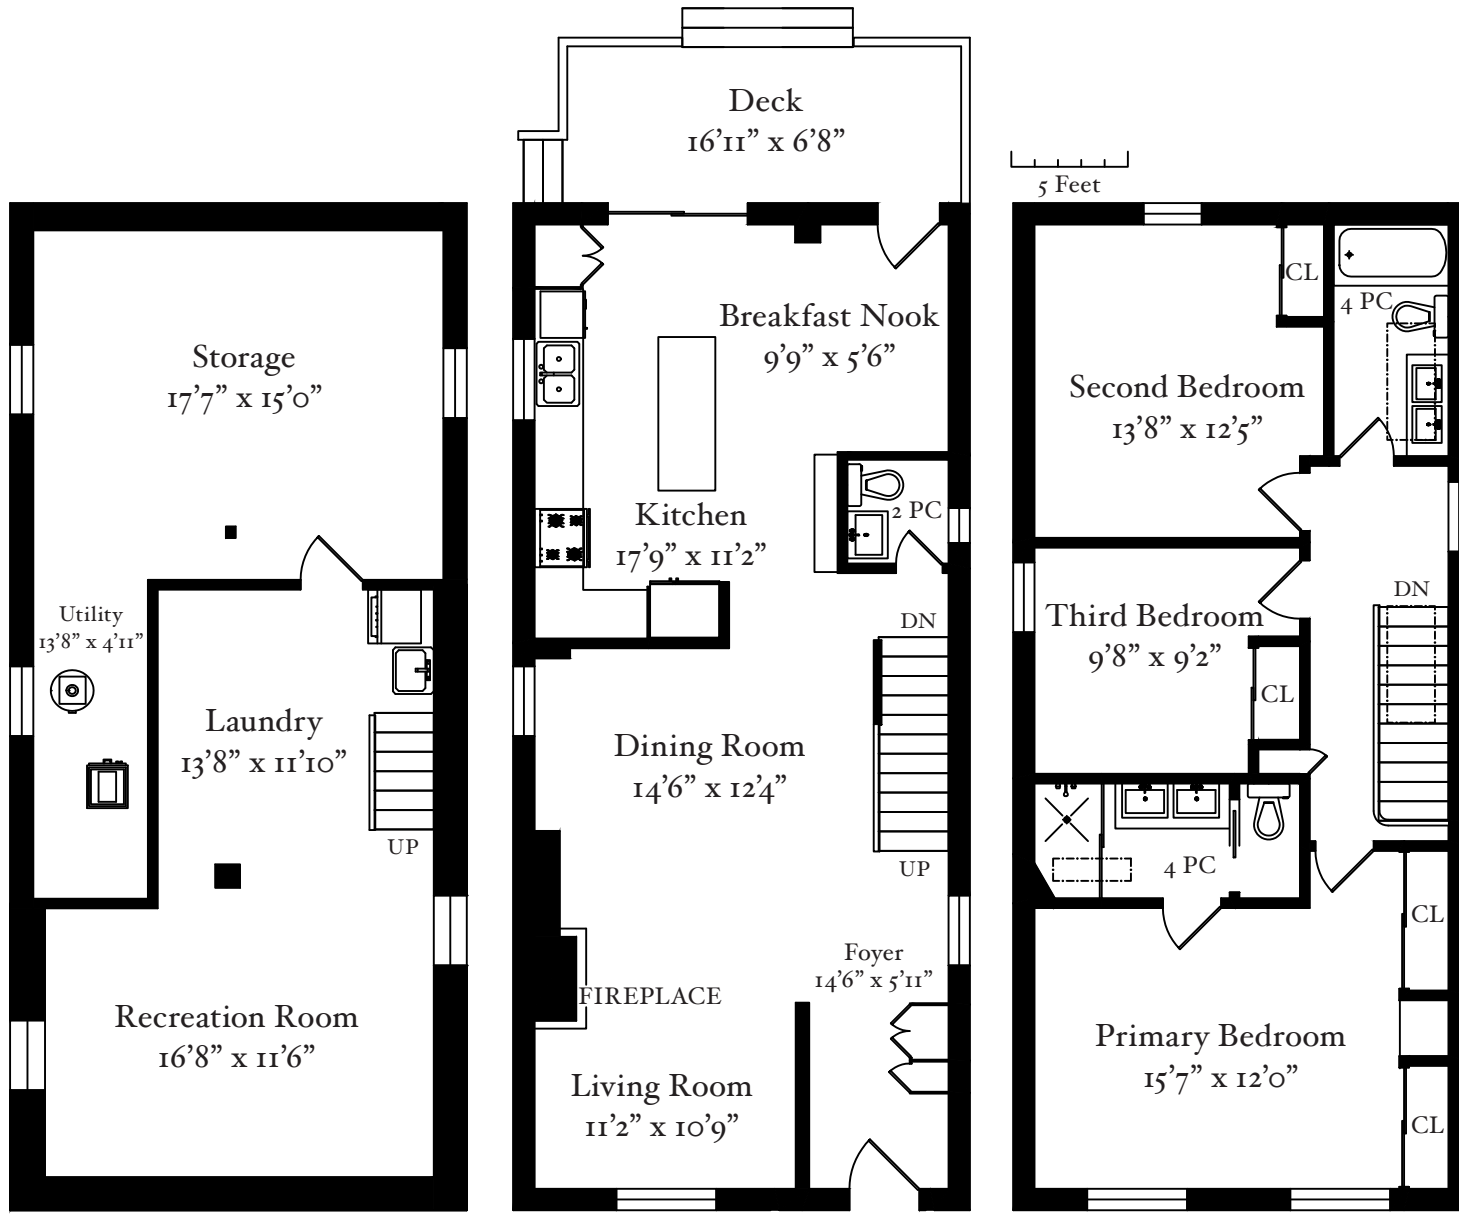 Storage
17'7” x 15'0”
Utility
13'8” x 4'11”
Laundry
13'8” x 11'10”
UP
Recreation Room
16'8” x 11'6”
Deck
16'11” x 6'8”
Breakfast Nook
9'9” x 5'6”
2 PC
Kitchen
17'9” x 11'2”
DN
Dining Room
14'6” x 12'4”
UP
Foyer
14'6” x 5'11”
FIREPLACE
Living Room
11'2” x 10'9”
5 Feet
CL
4 PC
Second Bedroom
13'8” x 12'5”
DN
Third Bedroom
9'8” x 9'2”
CL
4 PC
CL
Primary Bedroom
15'7” x 12'0”
CL